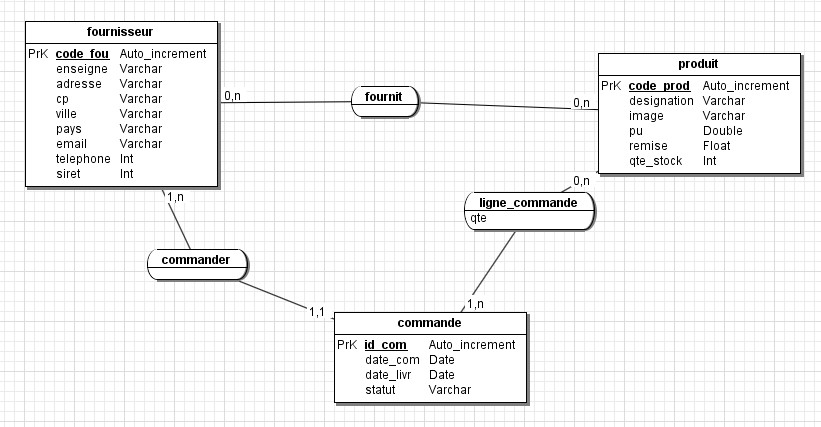 fournisseur
PrK code_fou Auto_increment
enseigne Varchar
adresse Varchar
cp Varchar
ville Varchar
pays Varchar
email Varchar
telephone Int
siret Int
0,n
fournit
0,n
produit
PrK code_prod Auto_increment
designation Varchar
image Varchar
pu Double
remise Float
qte_stock Int
1,n
0,n
ligne_commande
qte
commander
1,1
1,n
commande
PrK id_com Auto_increment
date_com Date
date_livr Date
statut Varchar